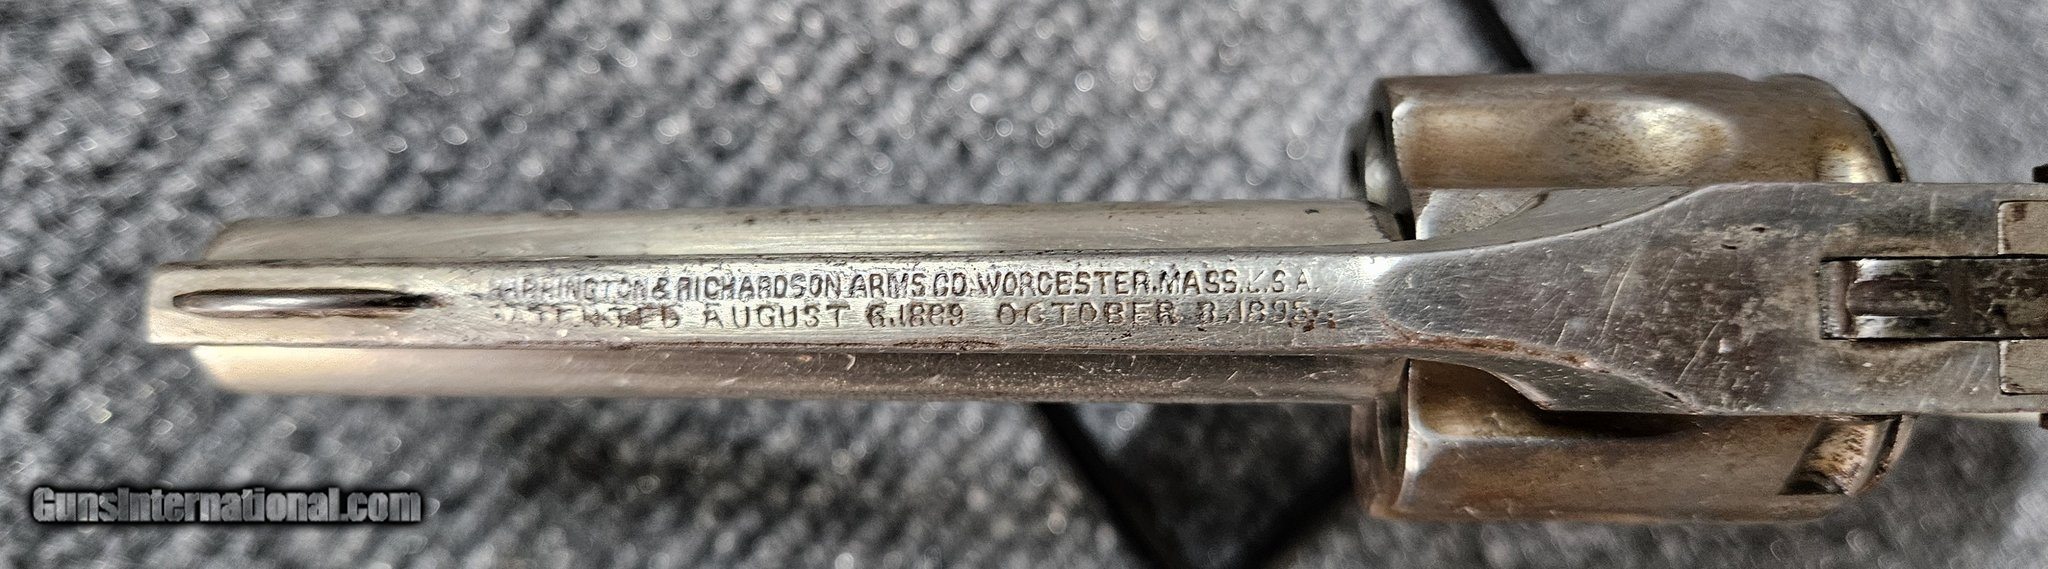 HARRINGTON & RICHARDSON ARMS.CO.WORCESTER.MASS.U.S.A.
PATENTED AUGUST 6.1889 OCTOBER 8.1895.
GunsInternational.com